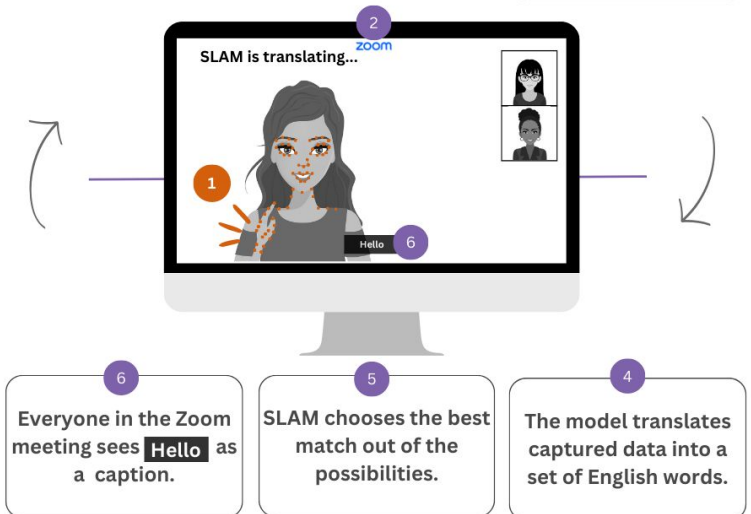 2
zoom
SLAM is translating...
1
Hello
6
6
Everyone in the Zoom
meeting sees Hello as
a caption.
5
SLAM chooses the best
match out of the
possibilities.
4
The model translates
captured data into a
set of English words.